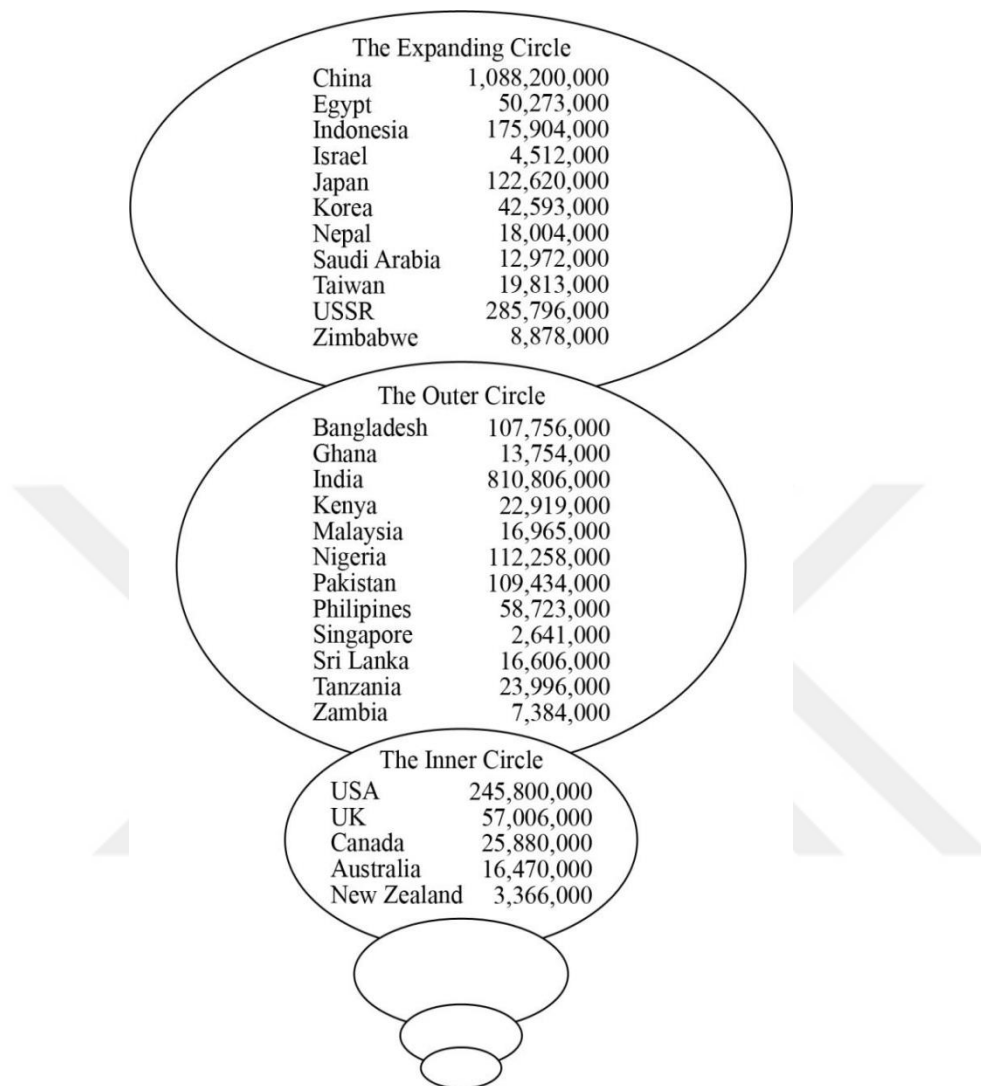 The Expanding Circle
China 1,088,200,000
Egypt 50,273,000
Indonesia 175,904,000
Israel 4,512,000
Japan 122,620,000
Korea 42,593,000
Nepal 18,004,000
Saudi Arabia 12,972,000
Taiwan 19,813,000
USSR 285,796,000
Zimbabwe 8,878,000
The Outer Circle
Bangladesh 107,756,000
Ghana 13,754,000
India 810,806,000
Kenya 22,919,000
Malaysia 16,965,000
Nigeria 112,258,000
Pakistan 109,434,000
Philipines 58,723,000
Singapore 2,641,000
Sri Lanka 16,606,000
Tanzania 23,996,000
Zambia 7,384,000
The Inner Circle
USA 245,800,000
UK 57,006,000
Canada 25,880,000
Australia 16,470,000
New Zealand 3,366,000